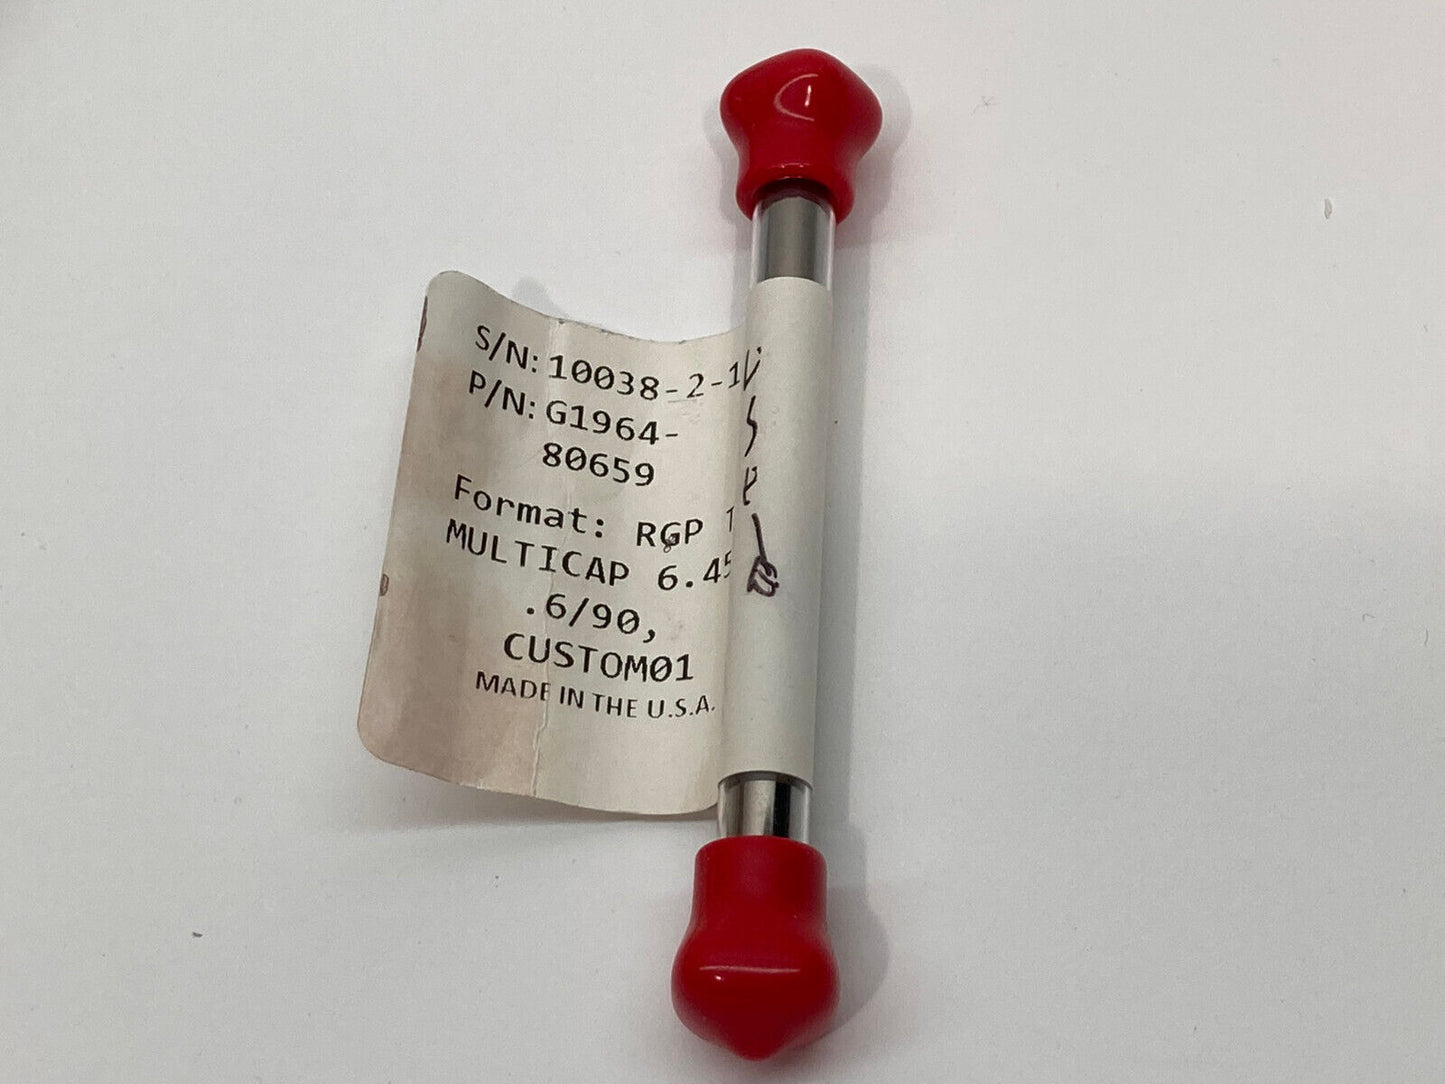 S/N: 10038-2-1
P/N: G1964-
80659
Format: RGP T
MULTICAP 6.45
.6/90,
CUSTOM01
MADE IN THE U.S.A.